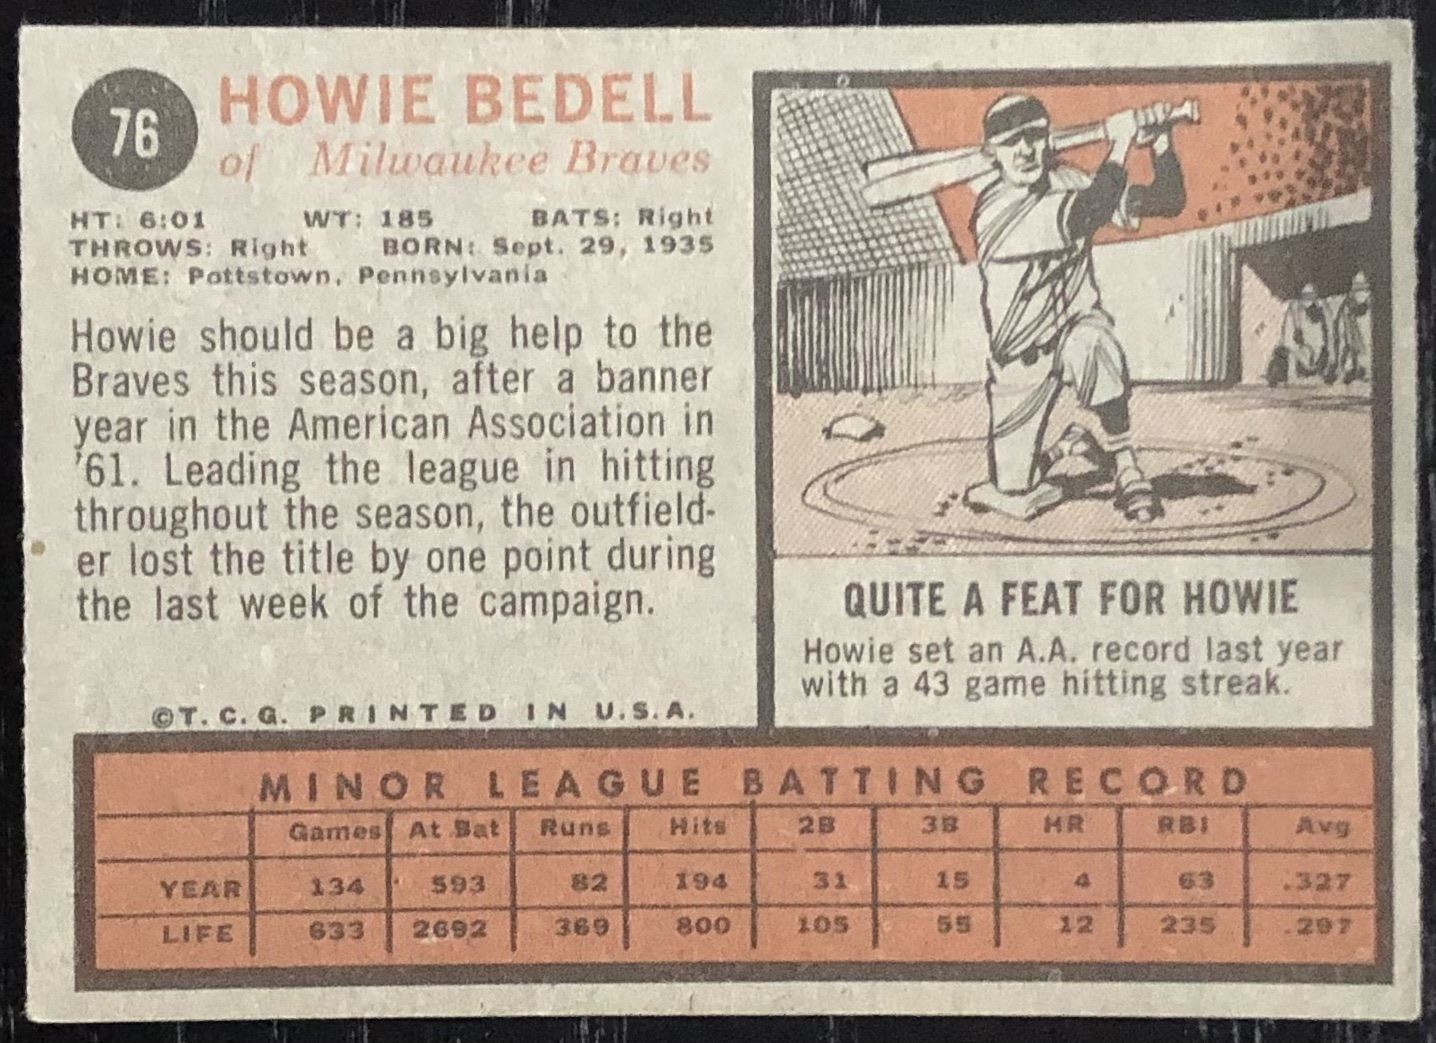 76
HOWIE BEDELL
of Milwaukee Braves
HT: 6:01 WT: 185 BATS: Right
THROWS: Right BORN: Sept. 29, 1935
HOME: Pottstown, Pennsylvania
Howie should be a big help to the
Braves this season, after a banner
year in the American Association in
'61. Leading the league in hitting
throughout the season, the outfield-
er lost the title by one point during
the last week of the campaign.
©T.C.G. PRINTED IN U.S.A.
QUITE A FEAT FOR HOWIE
Howie set an A.A. record last year
with a 43 game hitting streak.
MINOR LEAGUE BATTING RECORD
Games At Bat Runs Hits 2B 3B HR RBI Avg
YEAR 134 593 82 194 31 15 4 63 .327
LIFE 633 2692 369 800 105 55 12 235 .297